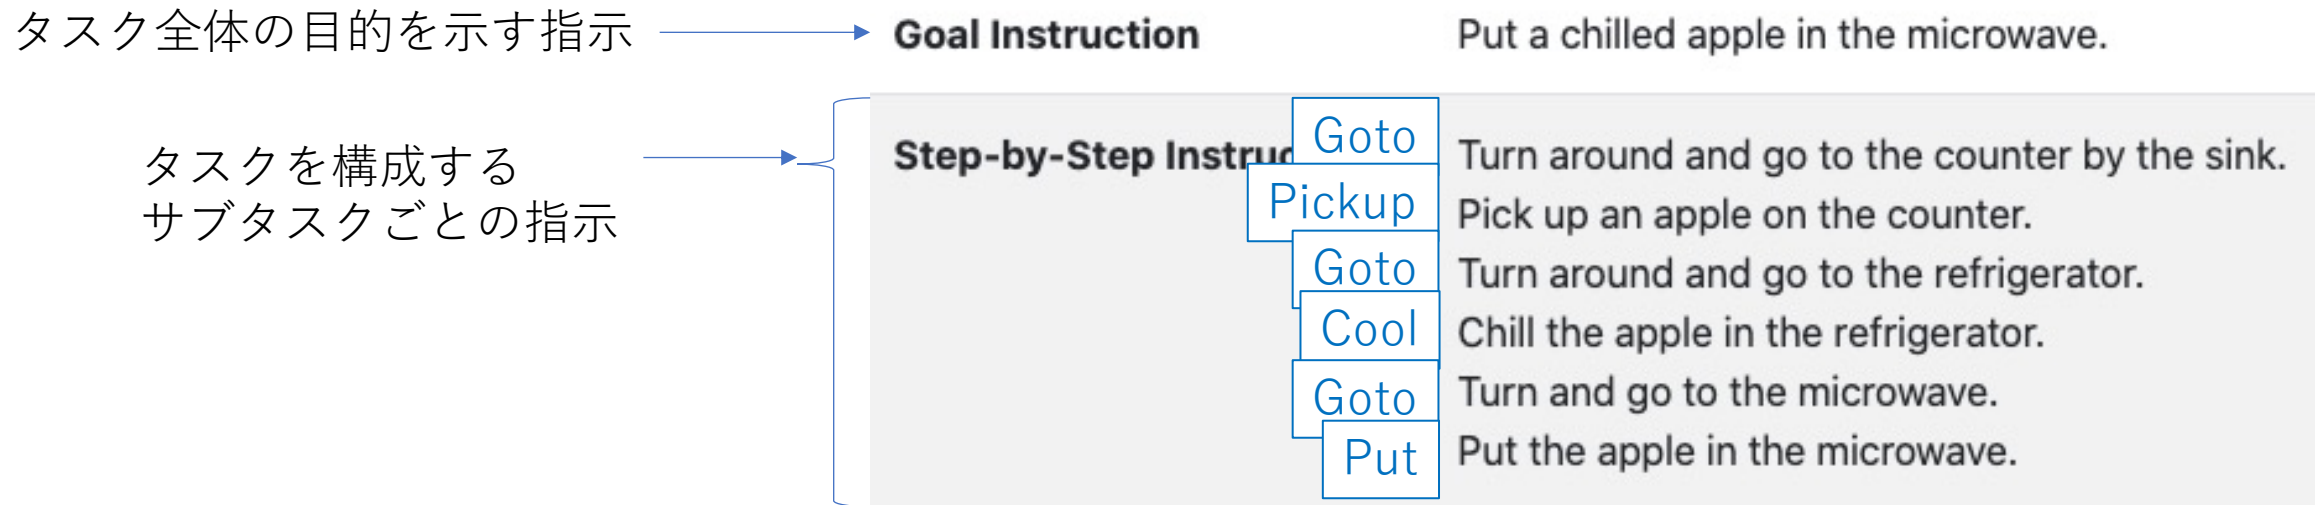 タスク全体の目的を示す指示 Goal Instruction Put a chilled apple in the microwave.
タスクを構成する
サブタスクごとの指示
Step-by-Step Goto Turn around and go to the counter by the sink.
Pickup Pick up an apple on the counter.
Goto Turn around and go to the refrigerator.
Cool Chill the apple in the refrigerator.
Goto Turn and go to the microwave.
Put Put the apple in the microwave.